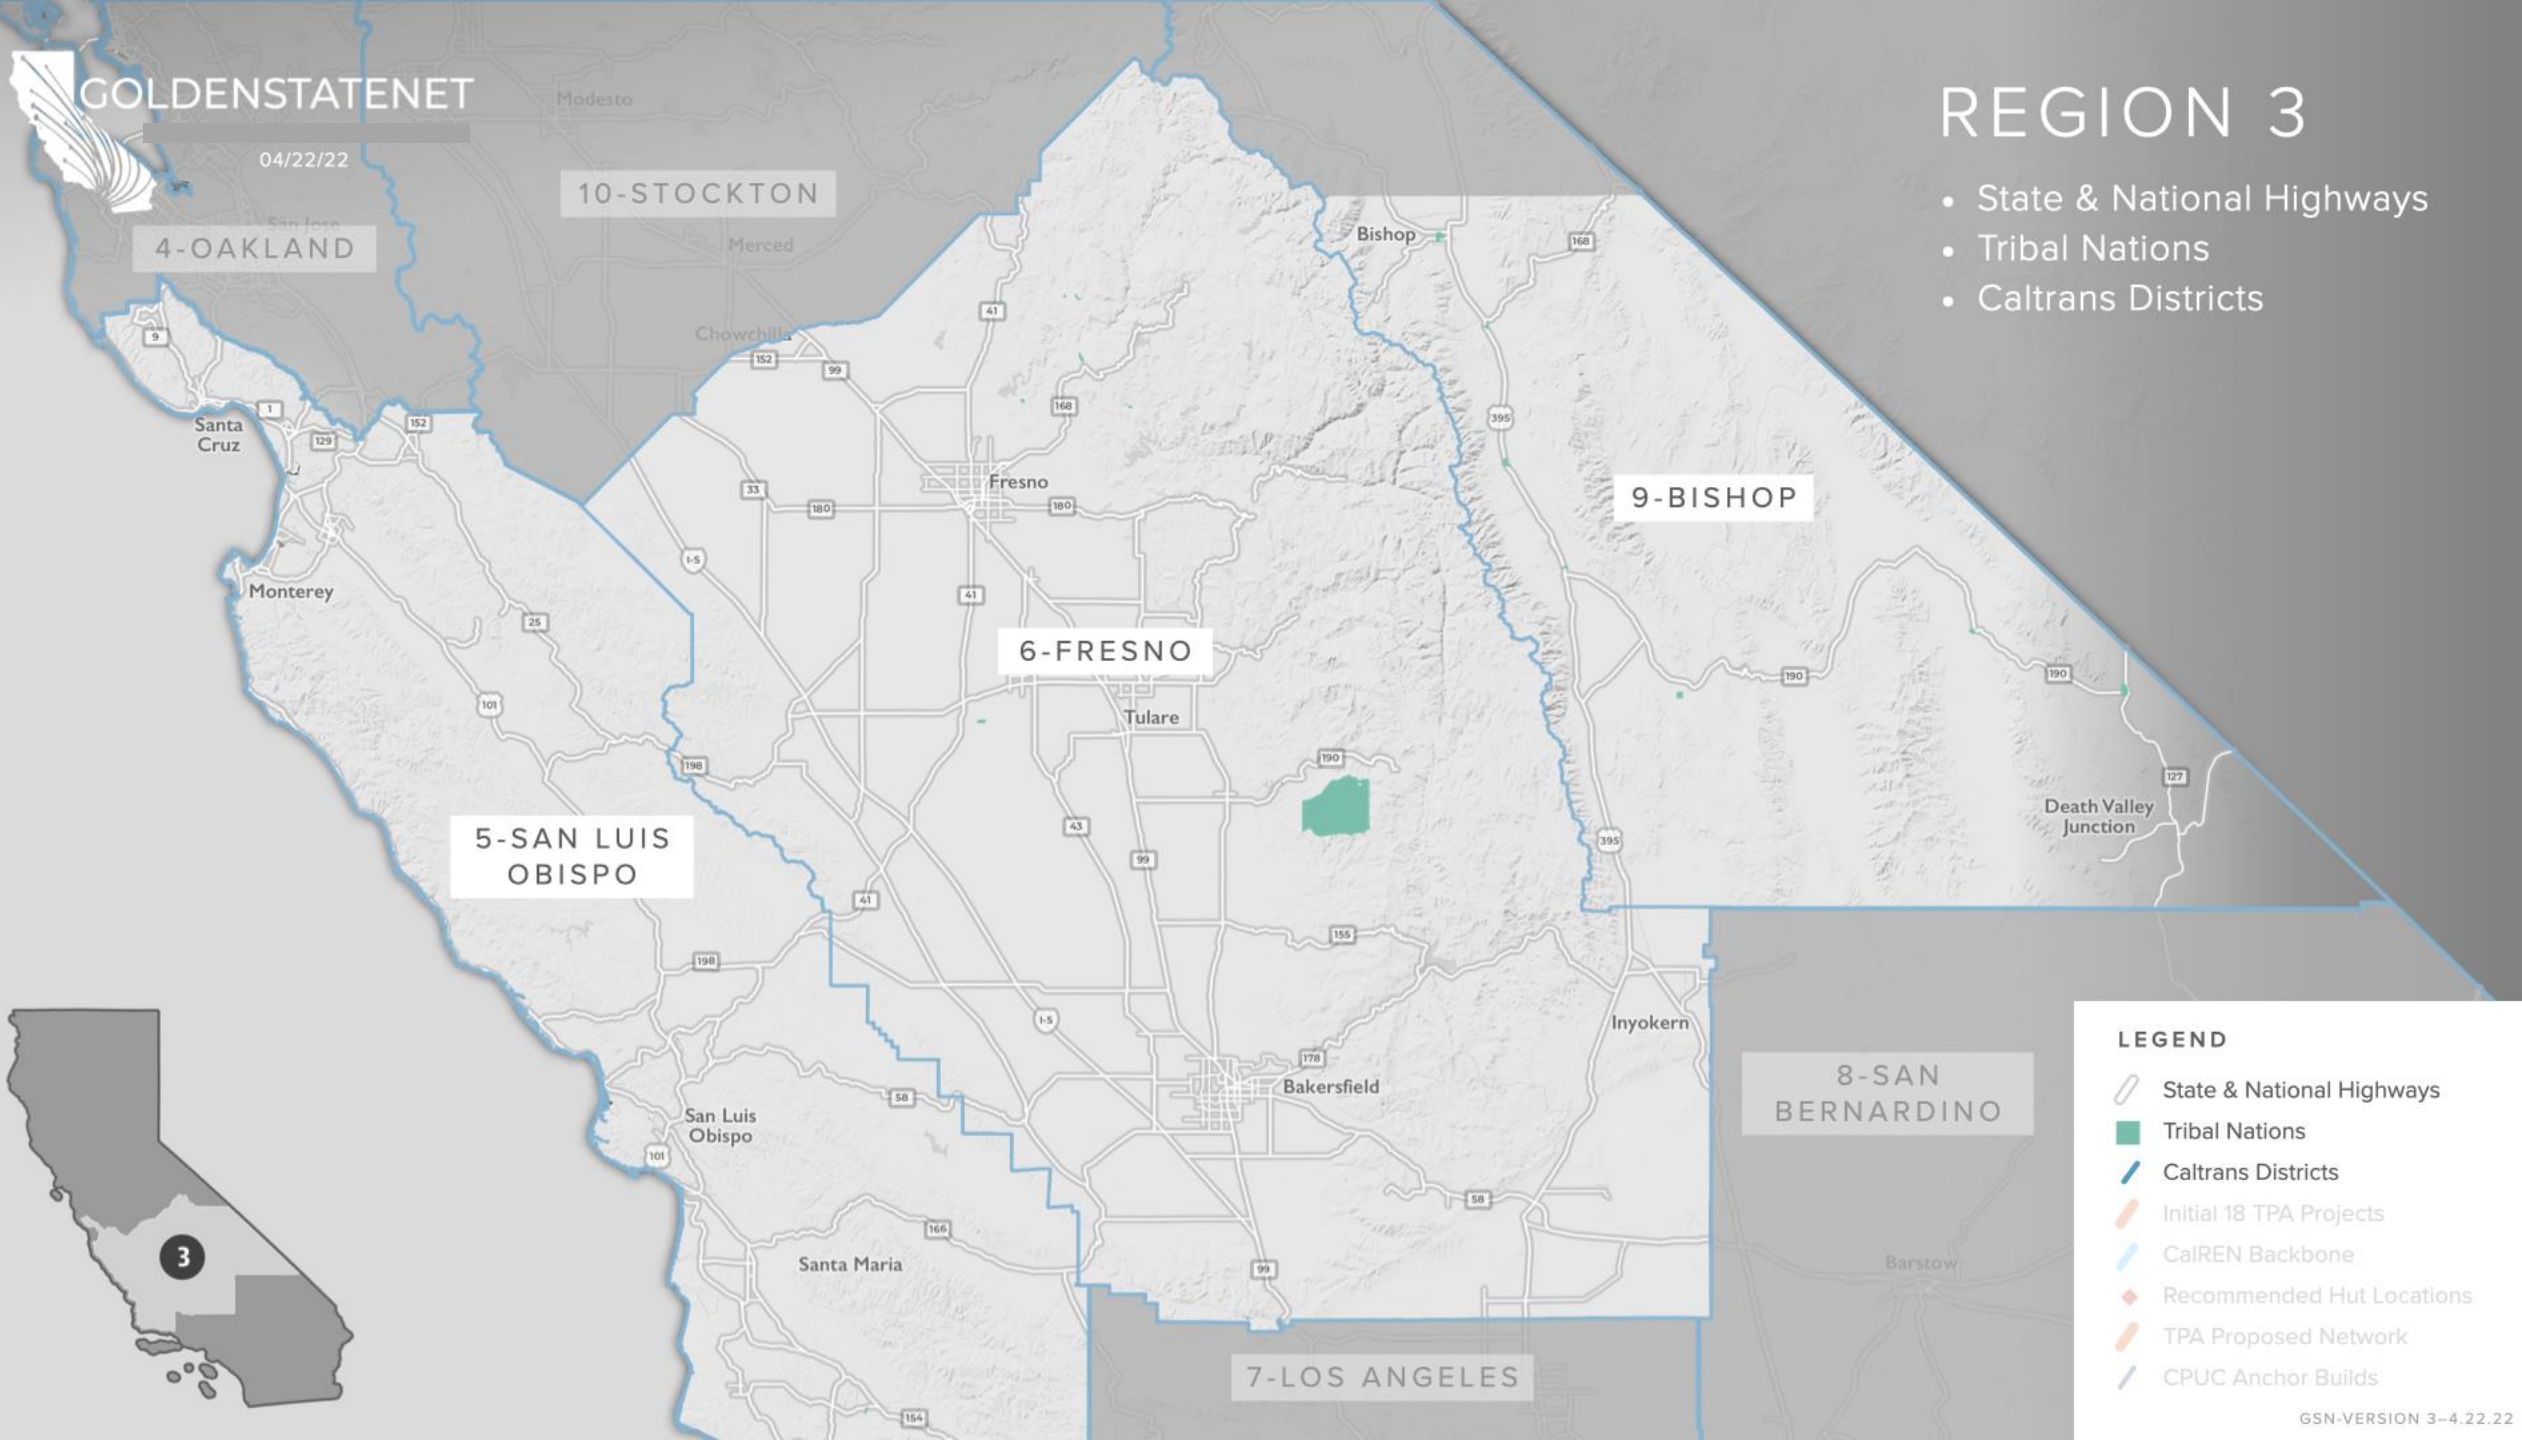 GOLDENSTATENET
04/22/22
REGION 3
• State & National Highways
• Tribal Nations
• Caltrans Districts
Modesto
10-STOCKTON
San Jose
4-OAKLAND
Merced
Bishop
168
9
41
Chowchilla
152
99
1
168
Santa
Cruz
129
152
395
33
Fresno
180
180
9-BISHOP
I-5
Monterey
41
25
6-FRESNO
190
190
101
Tulare
198
190
127
Death Valley
Junction
5-SAN LUIS
OBISPO
43
99
395
41
155
198
I-5
Inyokern
178
Bakersfield
58
8-SAN
BERNARDINO
San Luis
Obispo
101
58
166
Santa Maria
99
Barstow
3
7-LOS ANGELES
154
LEGEND
State & National Highways
Tribal Nations
Caltrans Districts
Initial 18 TPA Projects
CalREN Backbone
Recommended Hut Locations
TPA Proposed Network
CPUC Anchor Builds
GSN-VERSION 3–4.22.22